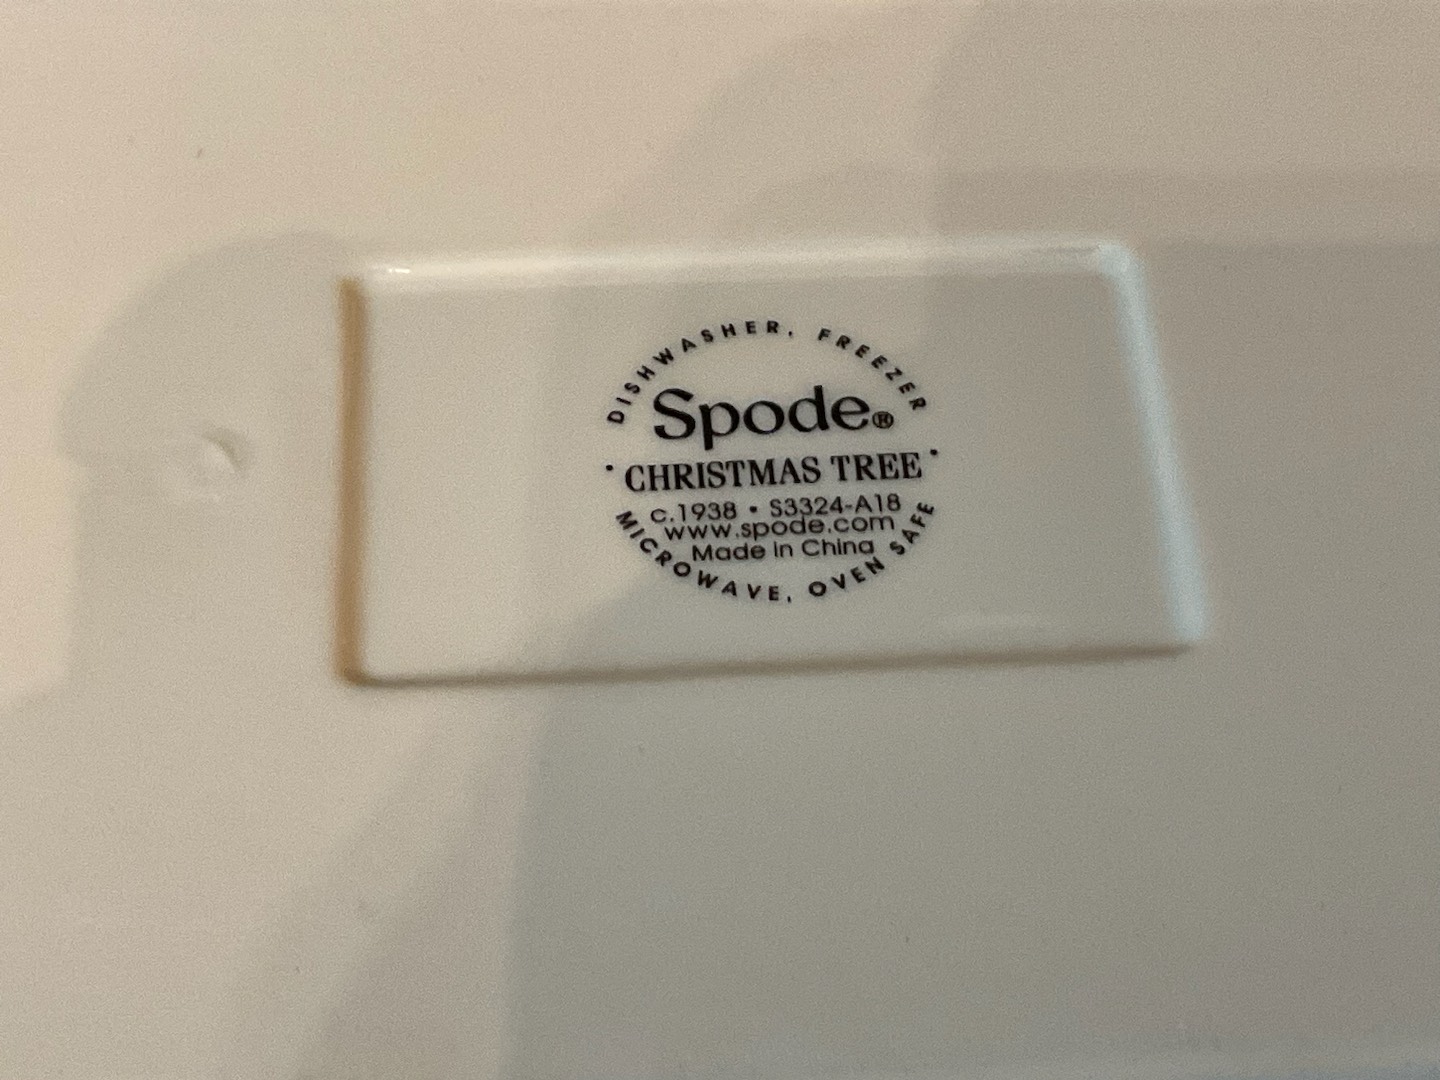 DISHWASHER, FREEZER
Spode®
· CHRISTMAS TREE ·
c.1938 • S3324-A18
www.spode.com
Made in China
MICROWAVE, OVEN SAFE